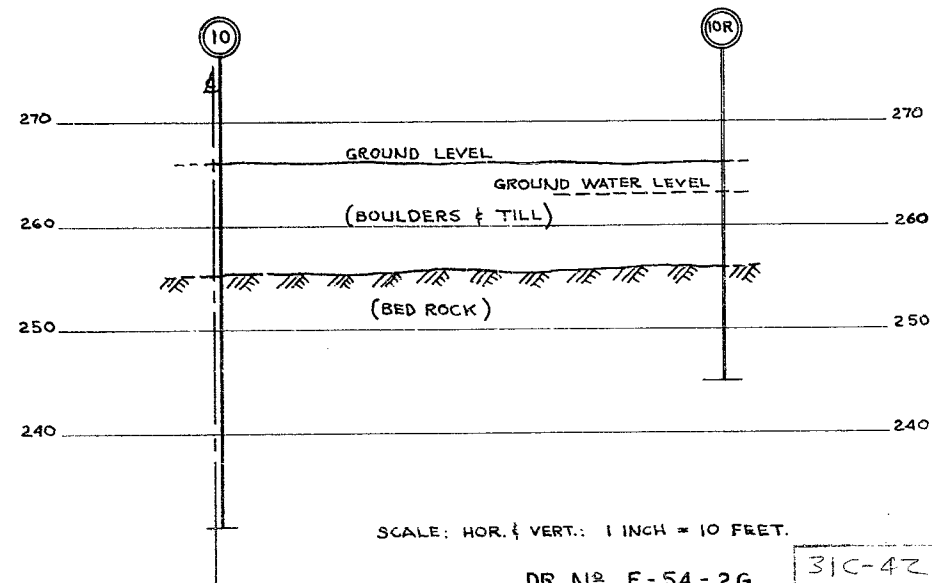 10
10R
℄
270 270
GROUND LEVEL
GROUND WATER LEVEL
260 260
(BOULDERS & TILL)
(BED ROCK)
250 250
240 240
SCALE: HOR. & VERT.: 1 INCH = 10 FEET.
DR. Nº F-54-2G
31C-42